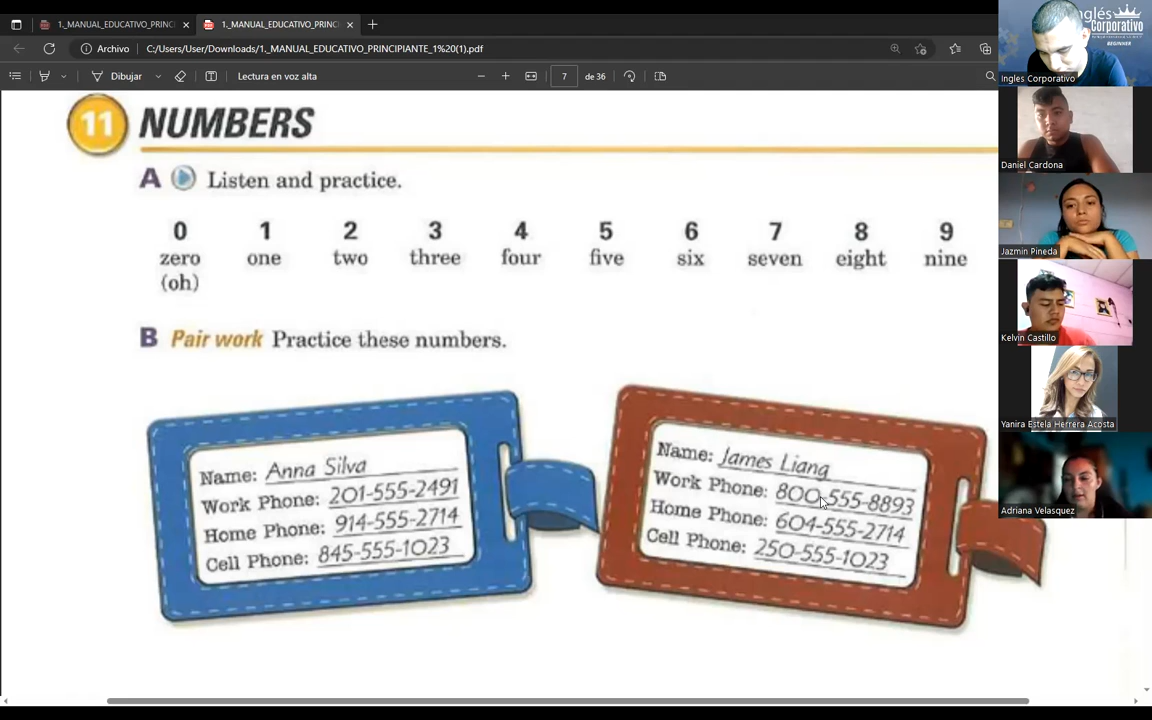 1._MANUAL_EDUCATIVO_PRINC
1._MANUAL_EDUCATIVO_PRINC
Archivo
C:/Users/User/Downloads/1._MANUAL_EDUCATIVO_PRINCIPIANTE_1%20(1).pdf
Dibujar
Lectura en voz alta
7
de 36
11 NUMBERS
A Listen and practice.
0 1 2 3 4 5 6 7 8 9
zero one two three four five six seven eight nine
(oh)
B Pair work Practice these numbers.
Name: Anna Silva
Work Phone: 201-555-2491
Home Phone: 914-555-2714
Cell Phone: 845-555-1023
Name: James Liang
Work Phone: 800-555-8893
Home Phone: 604-555-2714
Cell Phone: 250-555-1023
Inglés
Corporativo
BEGINNER
Ingles Corporativo
Daniel Cardona
Jazmin Pineda
Kelvin Castillo
Yanira Estela Herrera Acosta
Adriana Velasquez